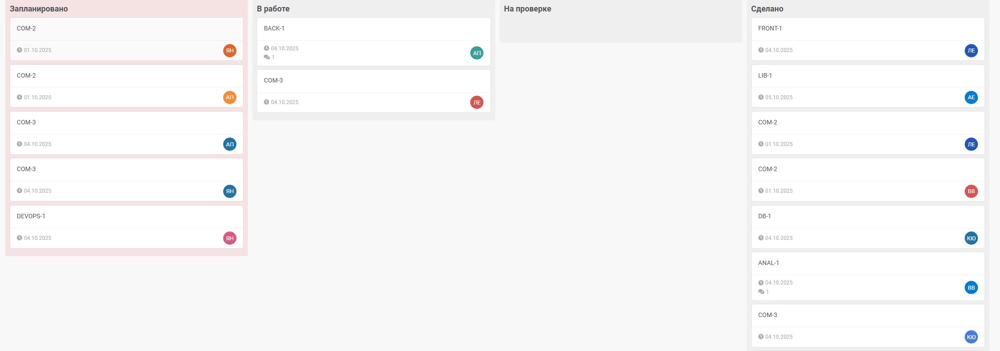 Запланировано
COM-2
01.10.2025
ЯН
COM-2
01.10.2025
АП
COM-3
04.10.2025
АП
COM-3
04.10.2025
ЯН
DEVOPS-1
04.10.2025
ЯН
В работе
BACK-1
04.10.2025
1
АП
COM-3
04.10.2025
ЛЕ
На проверке
Сделано
FRONT-1
04.10.2025
ЛЕ
LIB-1
05.10.2025
АЕ
COM-2
01.10.2025
ЛЕ
COM-2
01.10.2025
ВВ
DB-1
04.10.2025
КЮ
ANAL-1
04.10.2025
1
ВВ
COM-3
04.10.2025
КЮ